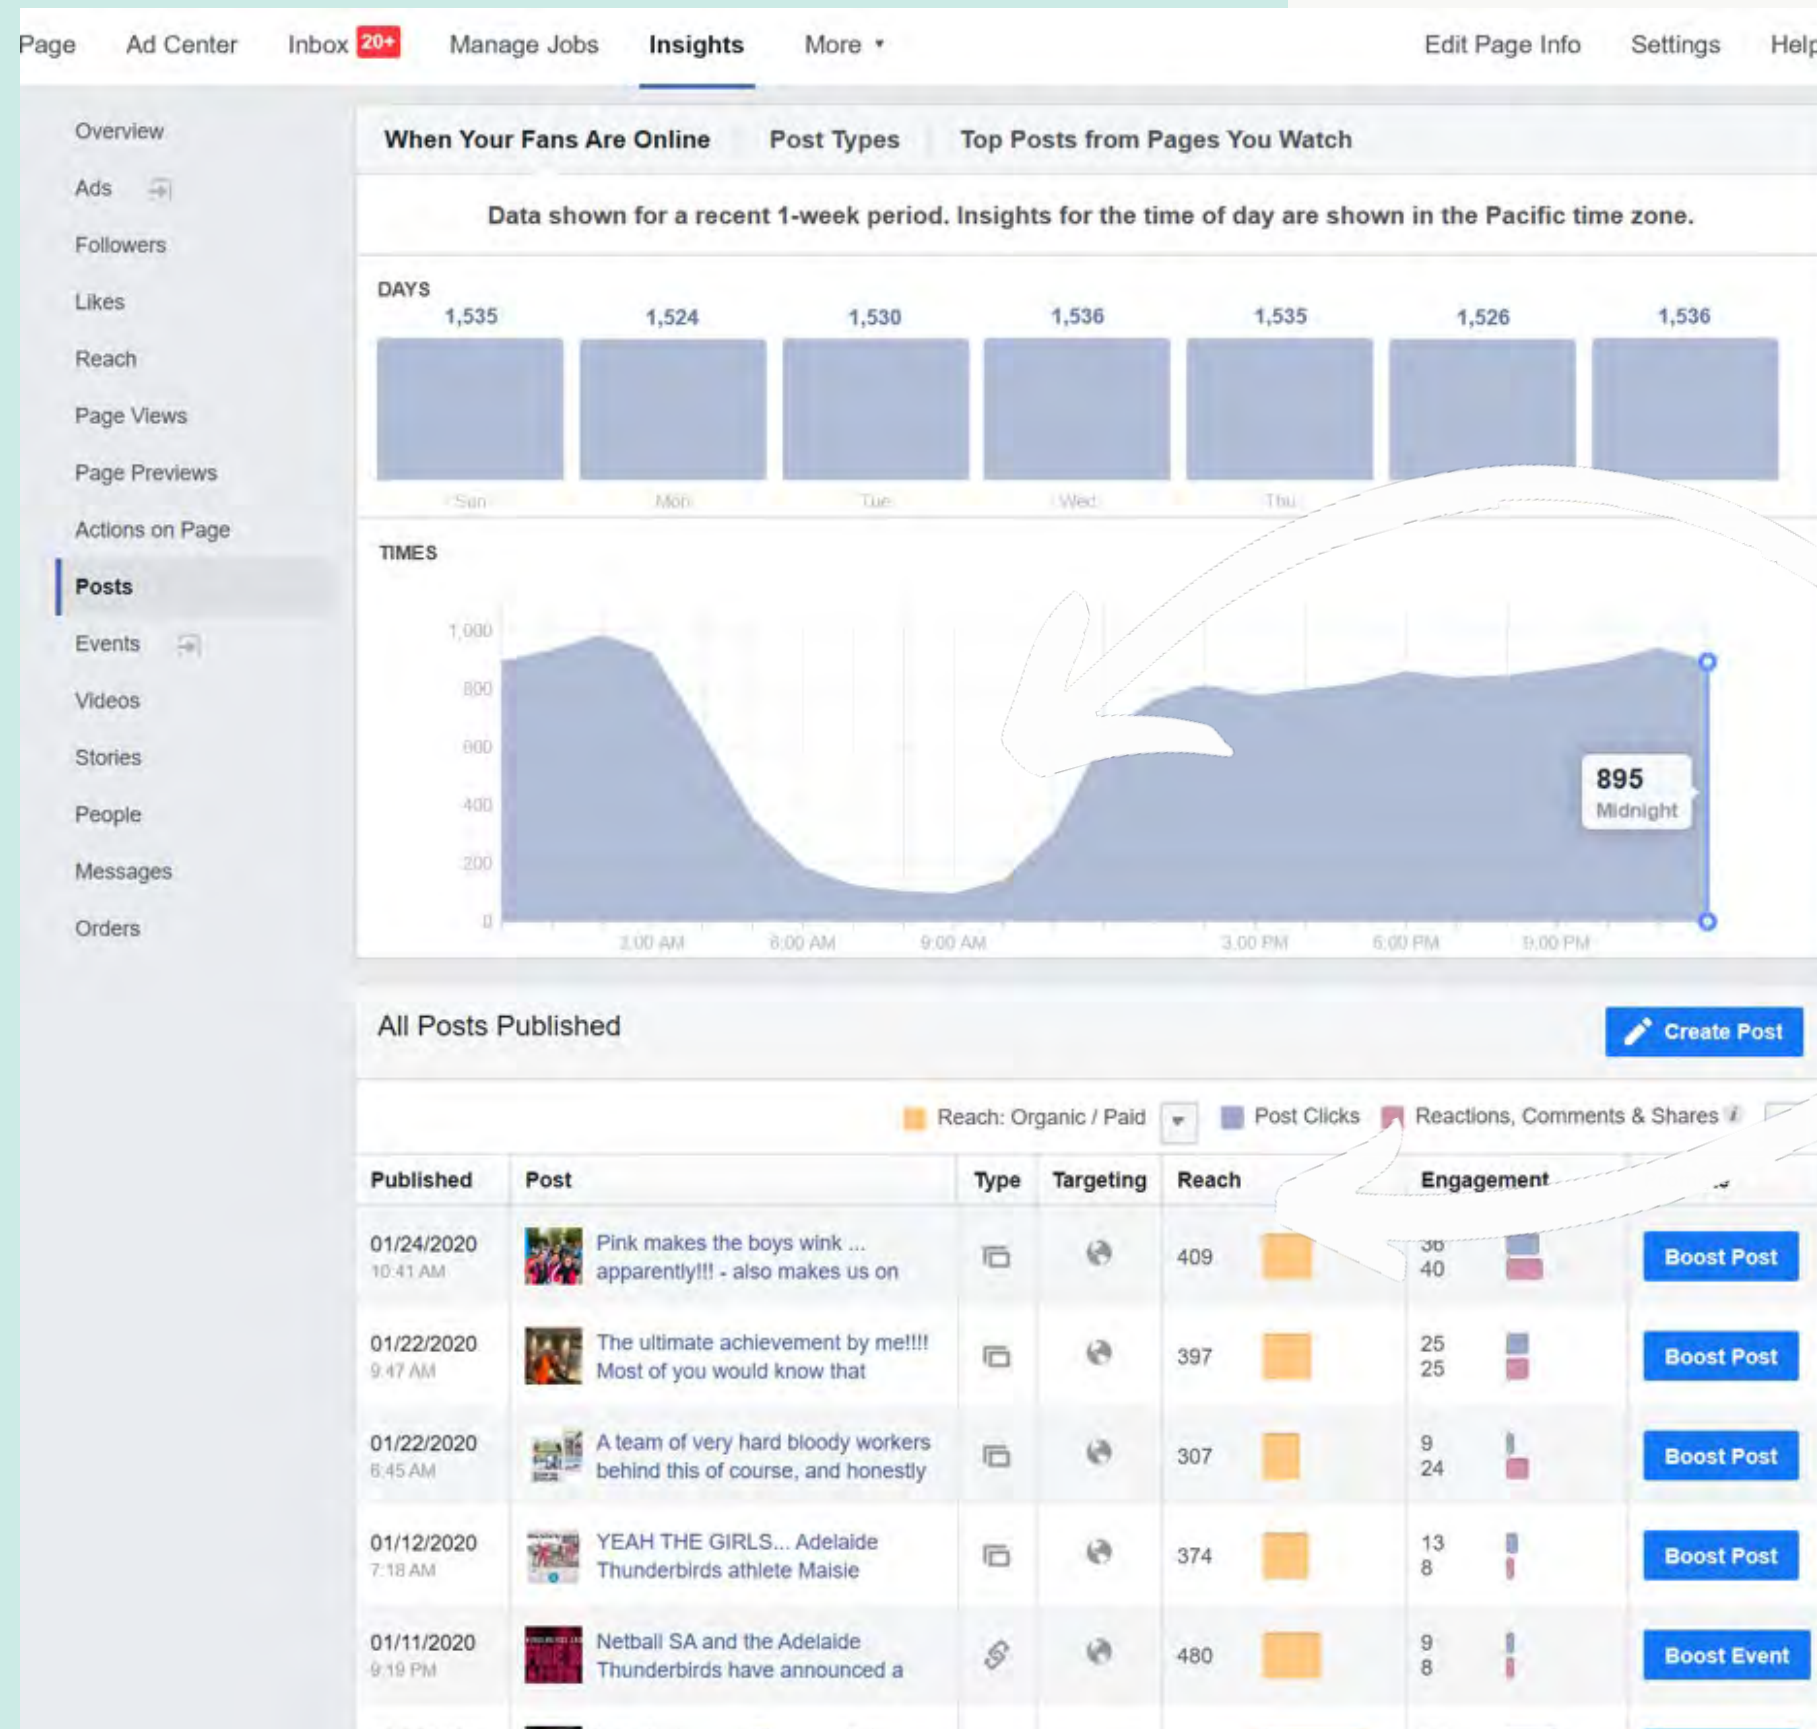 Page Ad Center Inbox 20+ Manage Jobs Insights More Edit Page Info Settings Help
Overview
Ads
Followers
Likes
Reach
Page Views
Page Previews
Actions on Page
Posts
Events
Videos
Stories
People
Messages
Orders
When Your Fans Are Online Post Types Top Posts from Pages You Watch
Data shown for a recent 1-week period. Insights for the time of day are shown in the Pacific time zone.
DAYS
1,535 1,524 1,530 1,536 1,535 1,526 1,536
Sun Mon Tue Wed Thu
TIMES
1,000
800
600
400
200
0
895
Midnight
6:00 AM 9:00 AM 3:00 PM 6:00 PM 9:00 PM
All Posts Published
Create Post
Reach: Organic / Paid Post Clicks Reactions, Comments & Shares i
Published Post Type Targeting Reach Engagement
01/24/2020 Pink makes the boys wink ... 409 36 Boost Post
10:41 AM apparently!!! - also makes us on 40
01/22/2020 The ultimate achievement by me!!!! 397 25 Boost Post
9:47 AM Most of you would know that 25
01/22/2020 A team of very hard bloody workers 307 9 Boost Post
6:45 AM behind this of course, and honestly 24
01/12/2020 YEAH THE GIRLS... Adelaide 374 13 Boost Post
7:18 AM Thunderbirds athlete Maisie 8
01/11/2020 Netball SA and the Adelaide 480 9 Boost Event
9:19 PM Thunderbirds have announced a 8